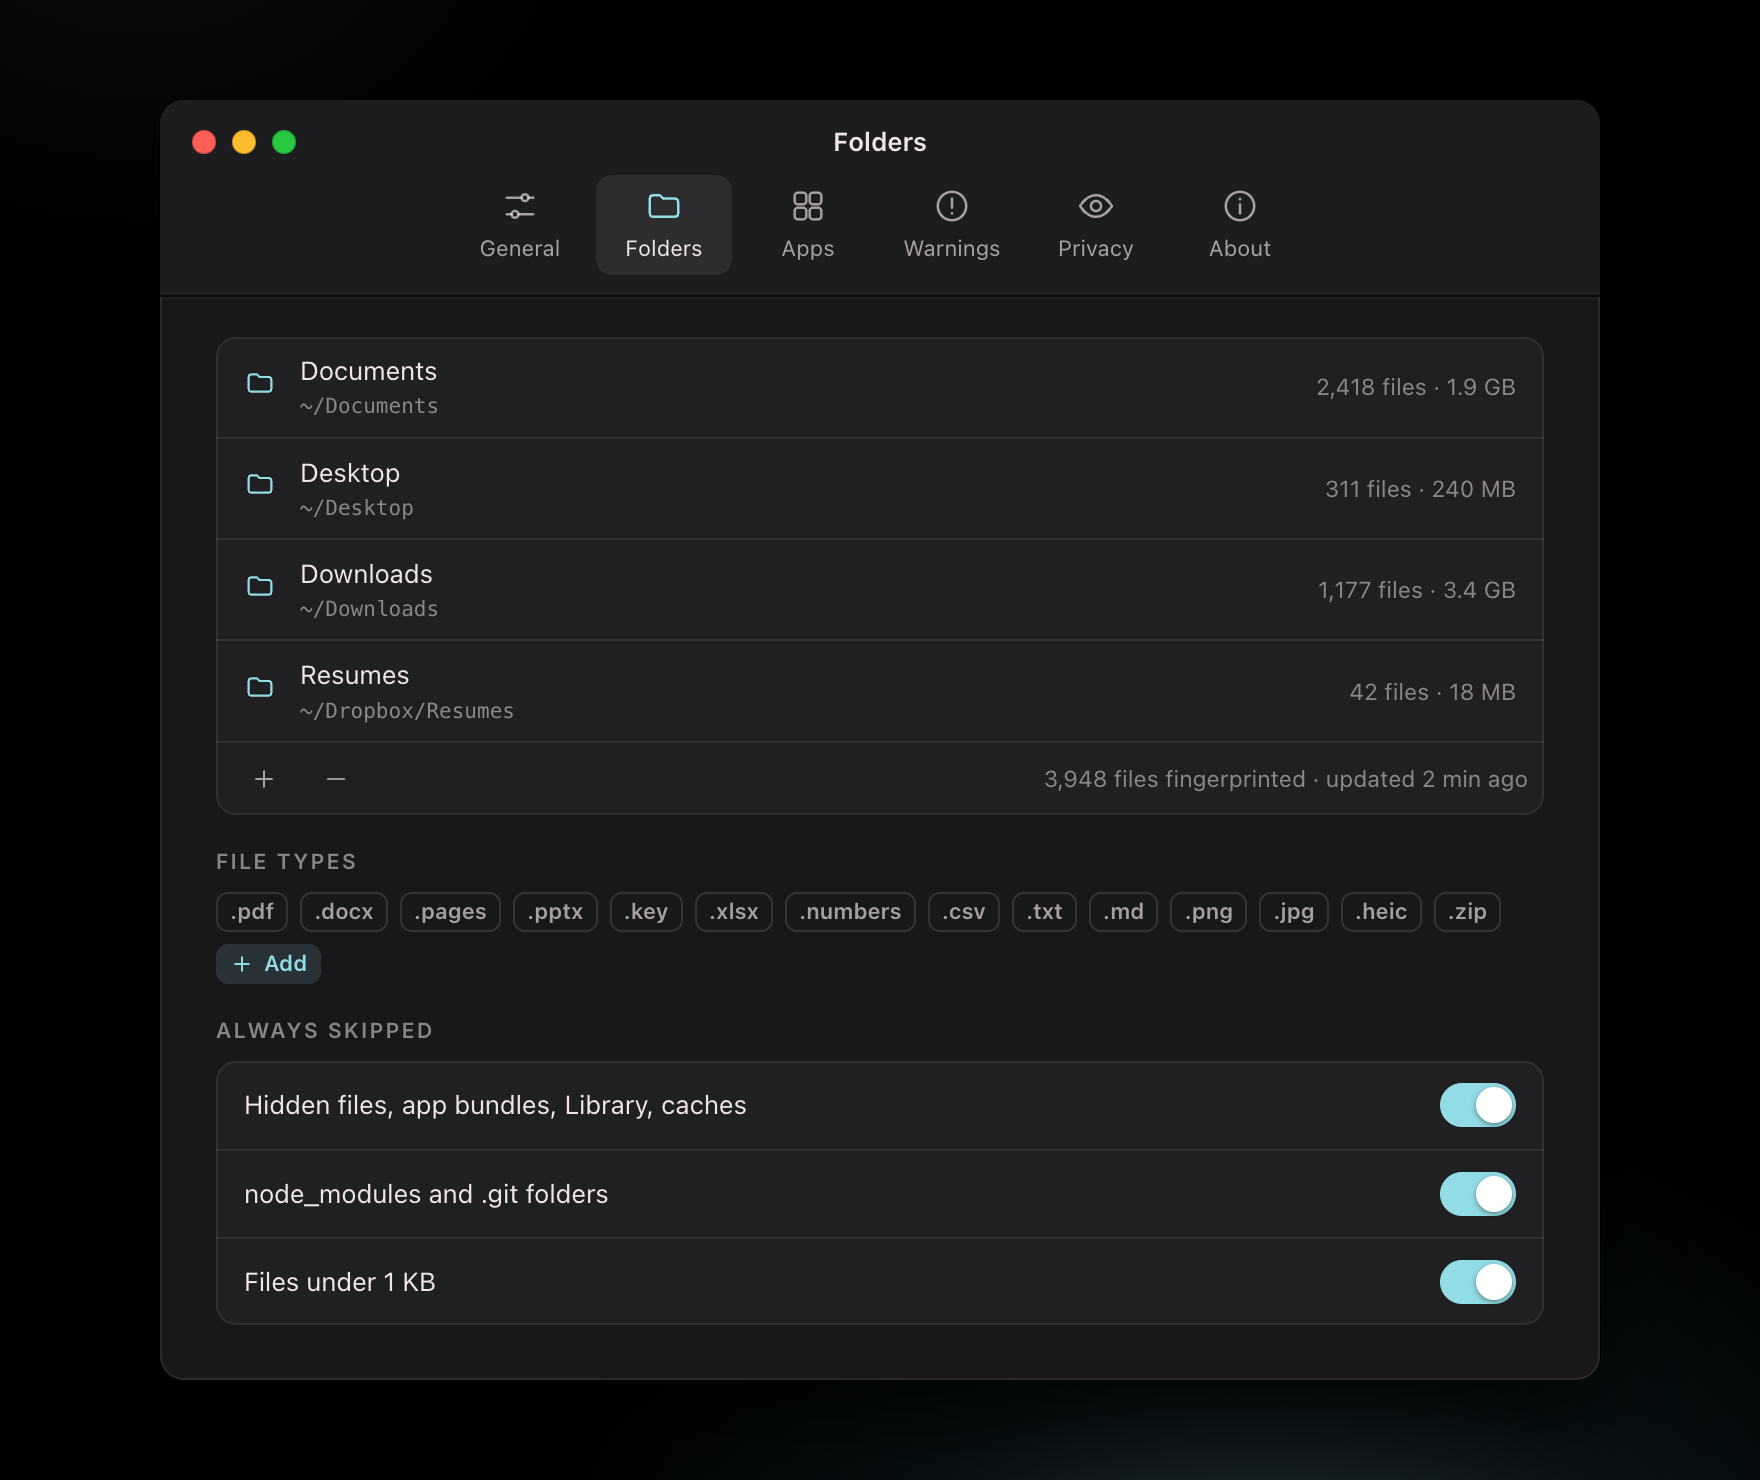 Folders
General Folders Apps Warnings Privacy About
Documents
~/Documents
2,418 files · 1.9 GB
Desktop
~/Desktop
311 files · 240 MB
Downloads
~/Downloads
1,177 files · 3.4 GB
Resumes
~/Dropbox/Resumes
42 files · 18 MB
+ − 3,948 files fingerprinted · updated 2 min ago
FILE TYPES
.pdf .docx .pages .pptx .key .xlsx .numbers .csv .txt .md .png .jpg .heic .zip
+ Add
ALWAYS SKIPPED
Hidden files, app bundles, Library, caches
node_modules and .git folders
Files under 1 KB